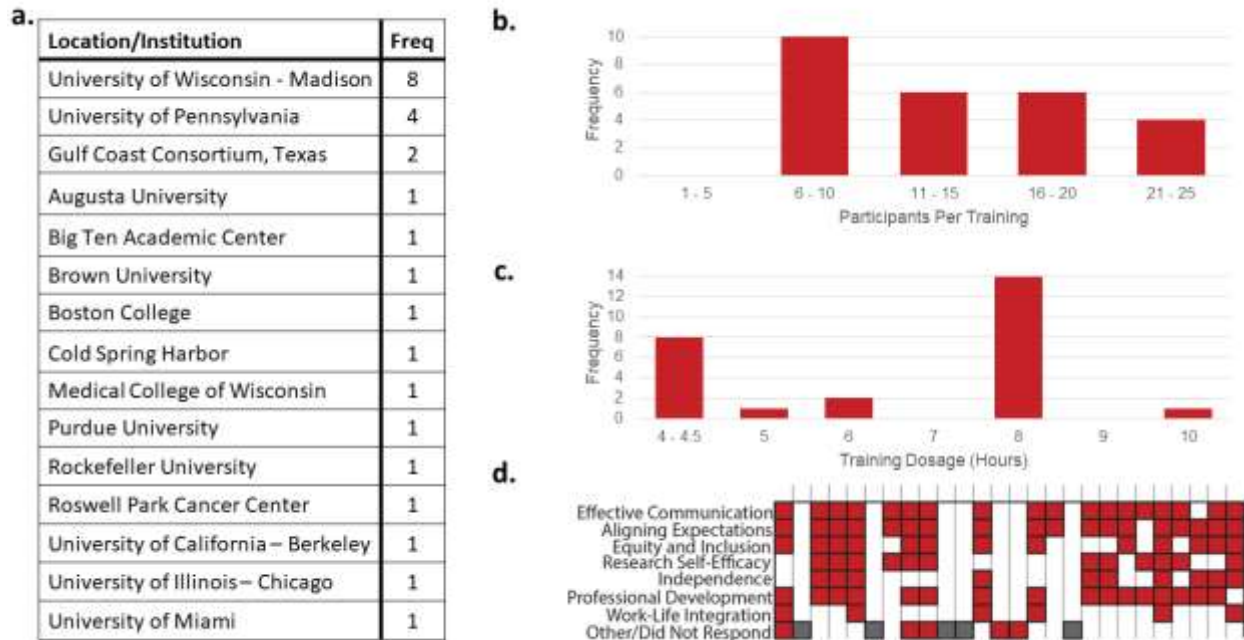 a.
Location/Institution Freq
University of Wisconsin - Madison 8
University of Pennsylvania 4
Gulf Coast Consortium, Texas 2
Augusta University 1
Big Ten Academic Center 1
Brown University 1
Boston College 1
Cold Spring Harbor 1
Medical College of Wisconsin 1
Purdue University 1
Rockefeller University 1
Roswell Park Cancer Center 1
University of California – Berkeley 1
University of Illinois – Chicago 1
University of Miami 1
b.
Frequency
10
8
6
4
2
0
1 - 5 6 - 10 11 - 15 16 - 20 21 - 25
Participants Per Training
c.
Frequency
14
12
10
8
6
4
2
0
4 - 4.5 5 6 7 8 9 10
Training Dosage (Hours)
d.
Effective Communication
Aligning Expectations
Equity and Inclusion
Research Self-Efficacy
Independence
Professional Development
Work-Life Integration
Other/Did Not Respond